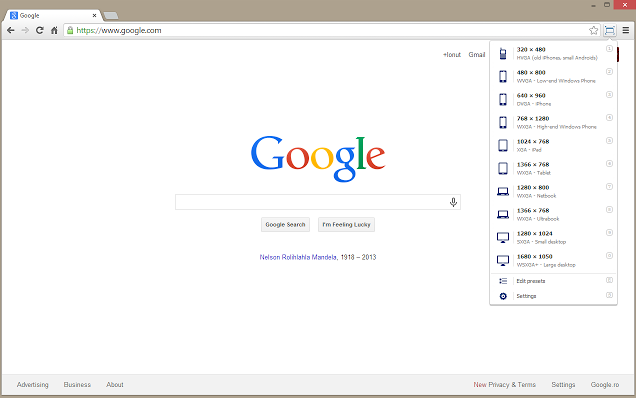 Google
https://www.google.com
+Ionut Gmail
Google
Google Search I'm Feeling Lucky
Nelson Rolihlahla Mandela, 1918 – 2013
320 × 480
HVGA (old iPhones, small Androids)
480 × 800
WVGA - Low-end Windows Phone
640 × 960
DVGA - iPhone
768 × 1280
WXGA - High-end Windows Phone
1024 × 768
XGA - iPad
1366 × 768
WXGA - Tablet
1280 × 800
WXGA - Netbook
1366 × 768
WXGA - Ultrabook
1280 × 1024
SXGA - Small desktop
1680 × 1050
WSXGA+ - Large desktop
Edit presets
Settings
Advertising Business About New Privacy & Terms Settings Google.ro